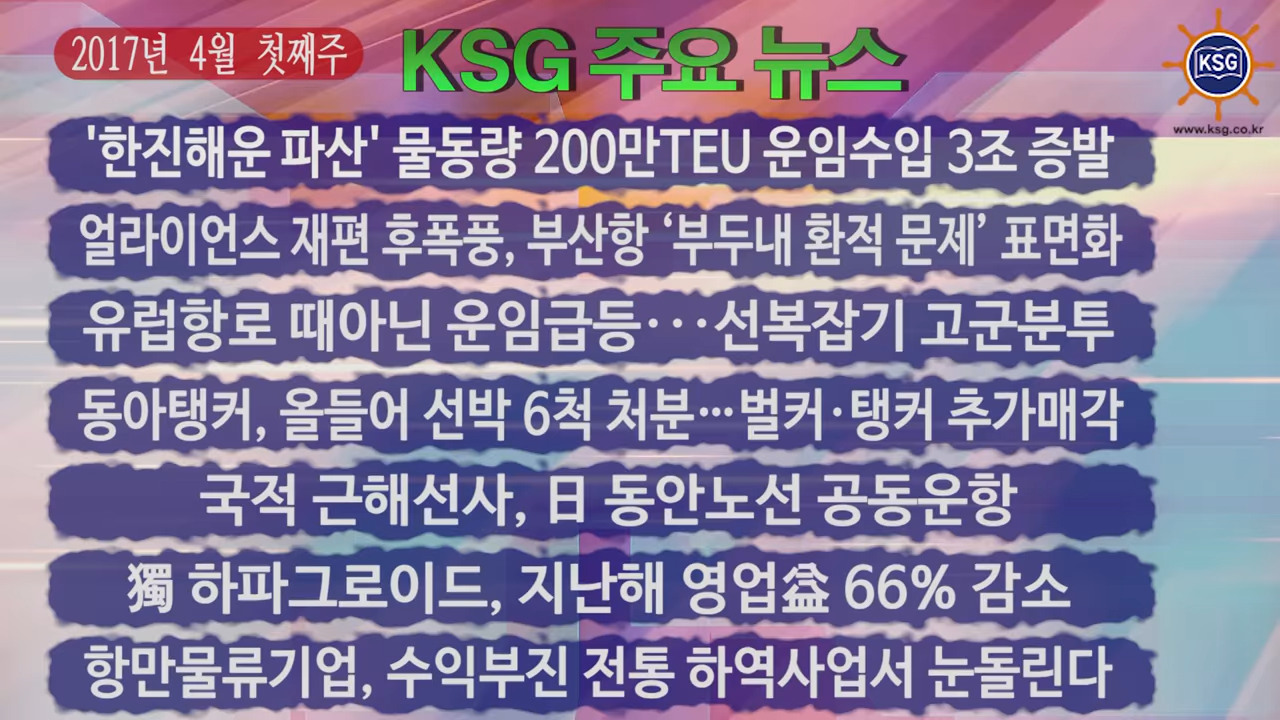 2017년 4월 첫째주
KSG 주요 뉴스
KSG
www.ksg.co.kr
'한진해운 파산' 물동량 200만TEU 운임수입 3조 증발
얼라이언스 재편 후폭풍, 부산항 ‘부두내 환적 문제’ 표면화
유럽항로 때아닌 운임급등···선복잡기 고군분투
동아탱커, 올들어 선박 6척 처분…벌커·탱커 추가매각
국적 근해선사, 日 동안노선 공동운항
獨 하파그로이드, 지난해 영업益 66% 감소
항만물류기업, 수익부진 전통 하역사업서 눈돌린다